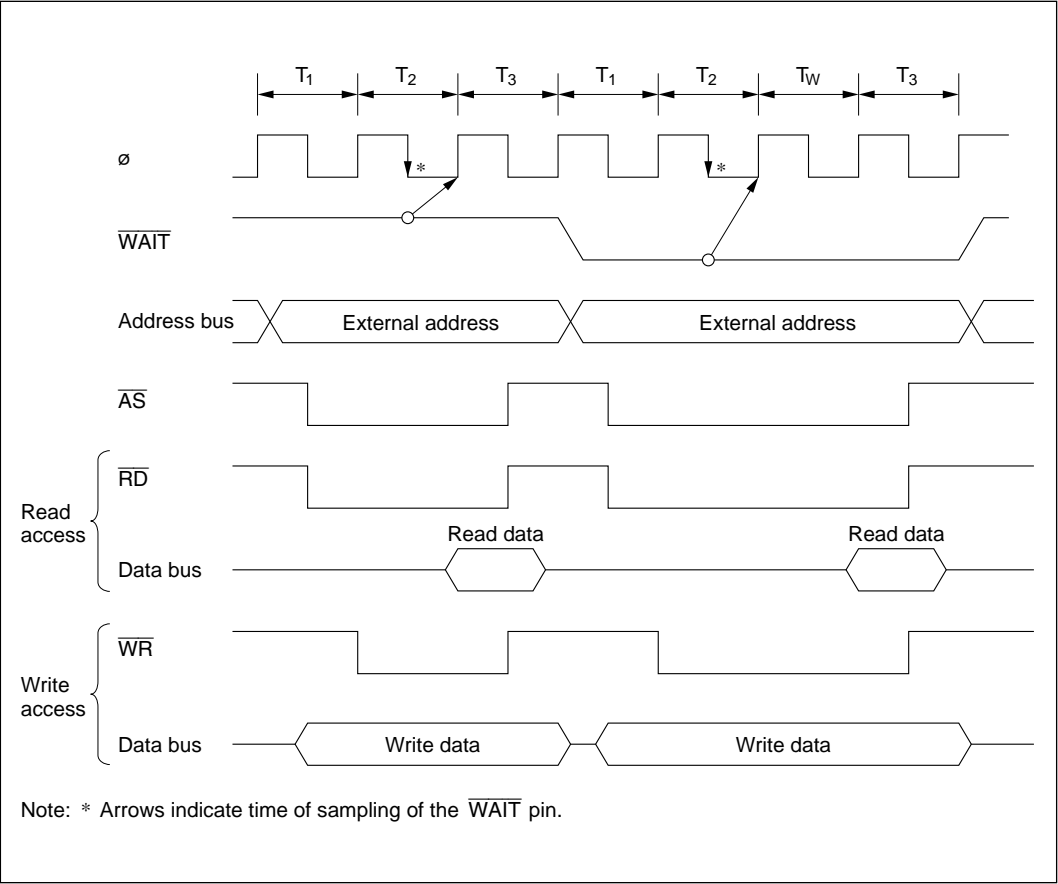 T1 T2 T3 T1 T2 TW T3
ø
* *
WAIT
Address bus External address External address
AS
Read access
RD
Read data Read data
Data bus
Write access
WR
Data bus Write data Write data
Note: * Arrows indicate time of sampling of the WAIT pin.